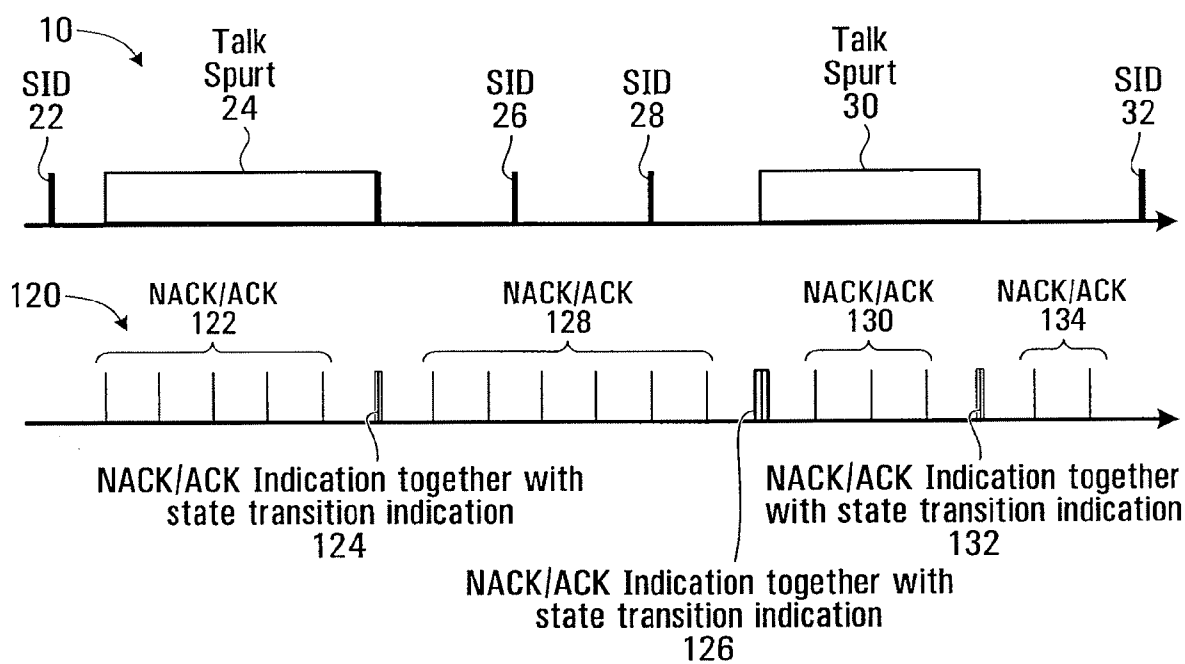 10
Talk
Spurt
24
SID
22
SID
26
SID
28
Talk
Spurt
30
SID
32
120
NACK/ACK
122
NACK/ACK
128
NACK/ACK
130
NACK/ACK
134
NACK/ACK Indication together with
state transition indication
124
NACK/ACK Indication together
with state transition indication
132
NACK/ACK Indication together with
state transition indication
126